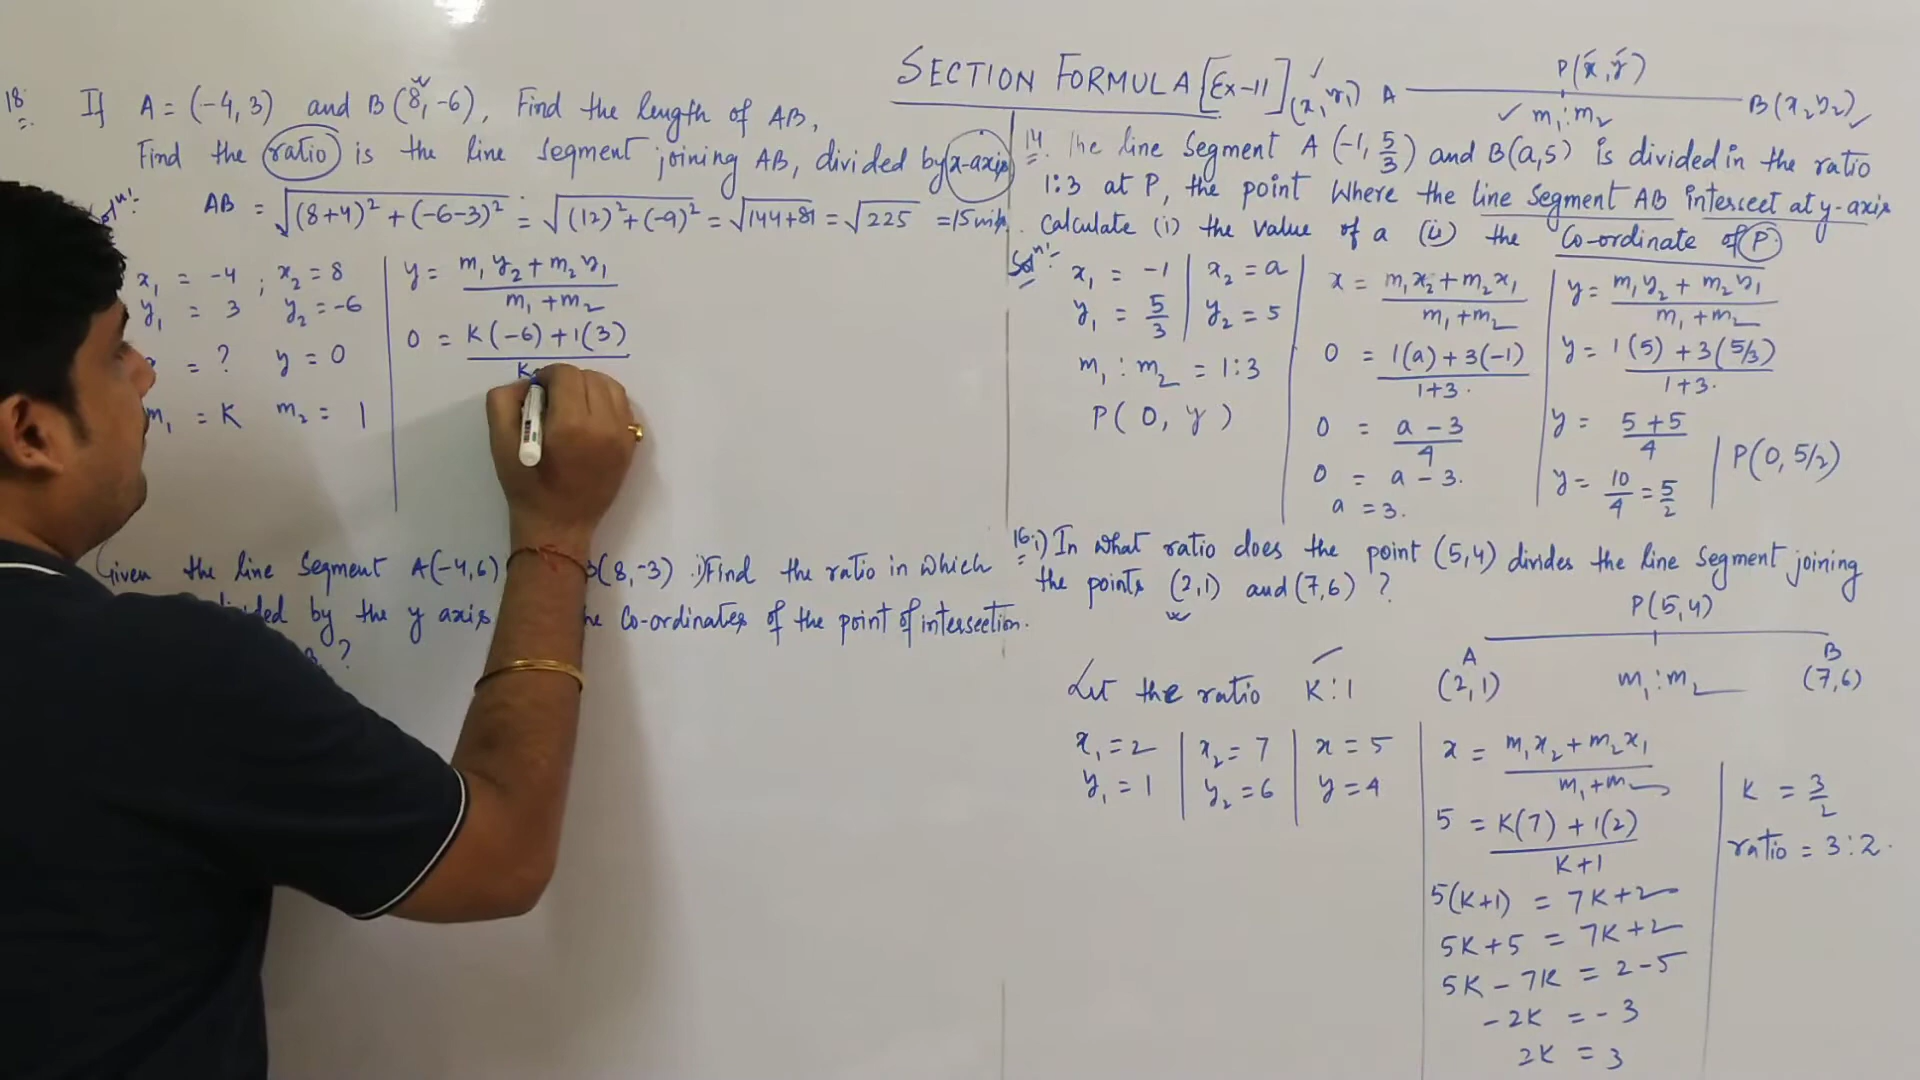 SECTION FORMULA [Ex-11]
(x₁, y₁) A P(x, y) B(x₂ y₂)
m₁ : m₂
18. If A = (-4, 3) and B(8, -6), Find the length of AB,
Find the ratio is the line segment joining AB, divided by x-axis
Solⁿ:
AB = √(8+4)² + (-6-3)² = √(12)² + (-9)² = √144+81 = √225 = 15 units.
x₁ = -4 ; x₂ = 8
y₁ = 3 y₂ = -6
= ? y = 0
m₁ = K m₂ = 1
y = m₁ y₂ + m₂ y₁
m₁ + m₂
0 = K(-6) + 1(3)
K
Given the line segment A(-4,6) B(8,-3) i) Find the ratio in which
divided by the y axis the Co-ordinates of the point of intersection.
?
14. The line segment A (-1, 5/3) and B(a,5) is divided in the ratio
1:3 at P, the point where the line segment AB intersect at y-axis
Calculate (i) the value of a (ii) the Co-ordinate of P.
Solⁿ:
x₁ = -1 x₂ = a
y₁ = 5/3 y₂ = 5
m₁ : m₂ = 1:3
P( 0, y )
x = m₁x₂ + m₂x₁
m₁ + m₂
0 = 1(a) + 3(-1)
1+3.
0 = a - 3
4
0 = a - 3.
a = 3.
y = m₁y₂ + m₂y₁
m₁ + m₂
y = 1(5) + 3(5/3)
1+3.
y = 5+5
4
y = 10/4 = 5/2
P(0, 5/2)
16. i) In what ratio does the point (5,4) divides the line segment joining
the points (2,1) and (7,6) ?
P(5,4)
A B
(2,1) m₁ : m₂ (7,6)
Let the ratio K:1
x₁ = 2 x₂ = 7 x = 5
y₁ = 1 y₂ = 6 y = 4
x = m₁x₂ + m₂x₁
m₁ + m₂
5 = K(7) + 1(2)
K+1
5(K+1) = 7K+2
5K+5 = 7K+2
5K - 7K = 2-5
-2K = -3
2K = 3
K = 3/2
ratio = 3:2.